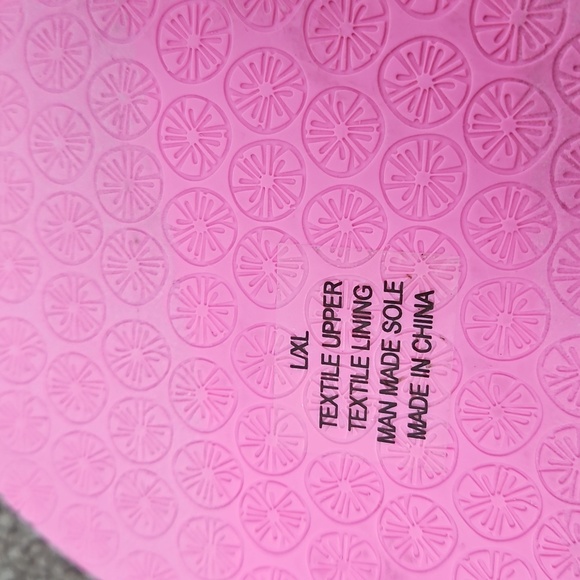 L/XL
TEXTILE UPPER
TEXTILE LINING
MAN MADE SOLE
MADE IN CHINA